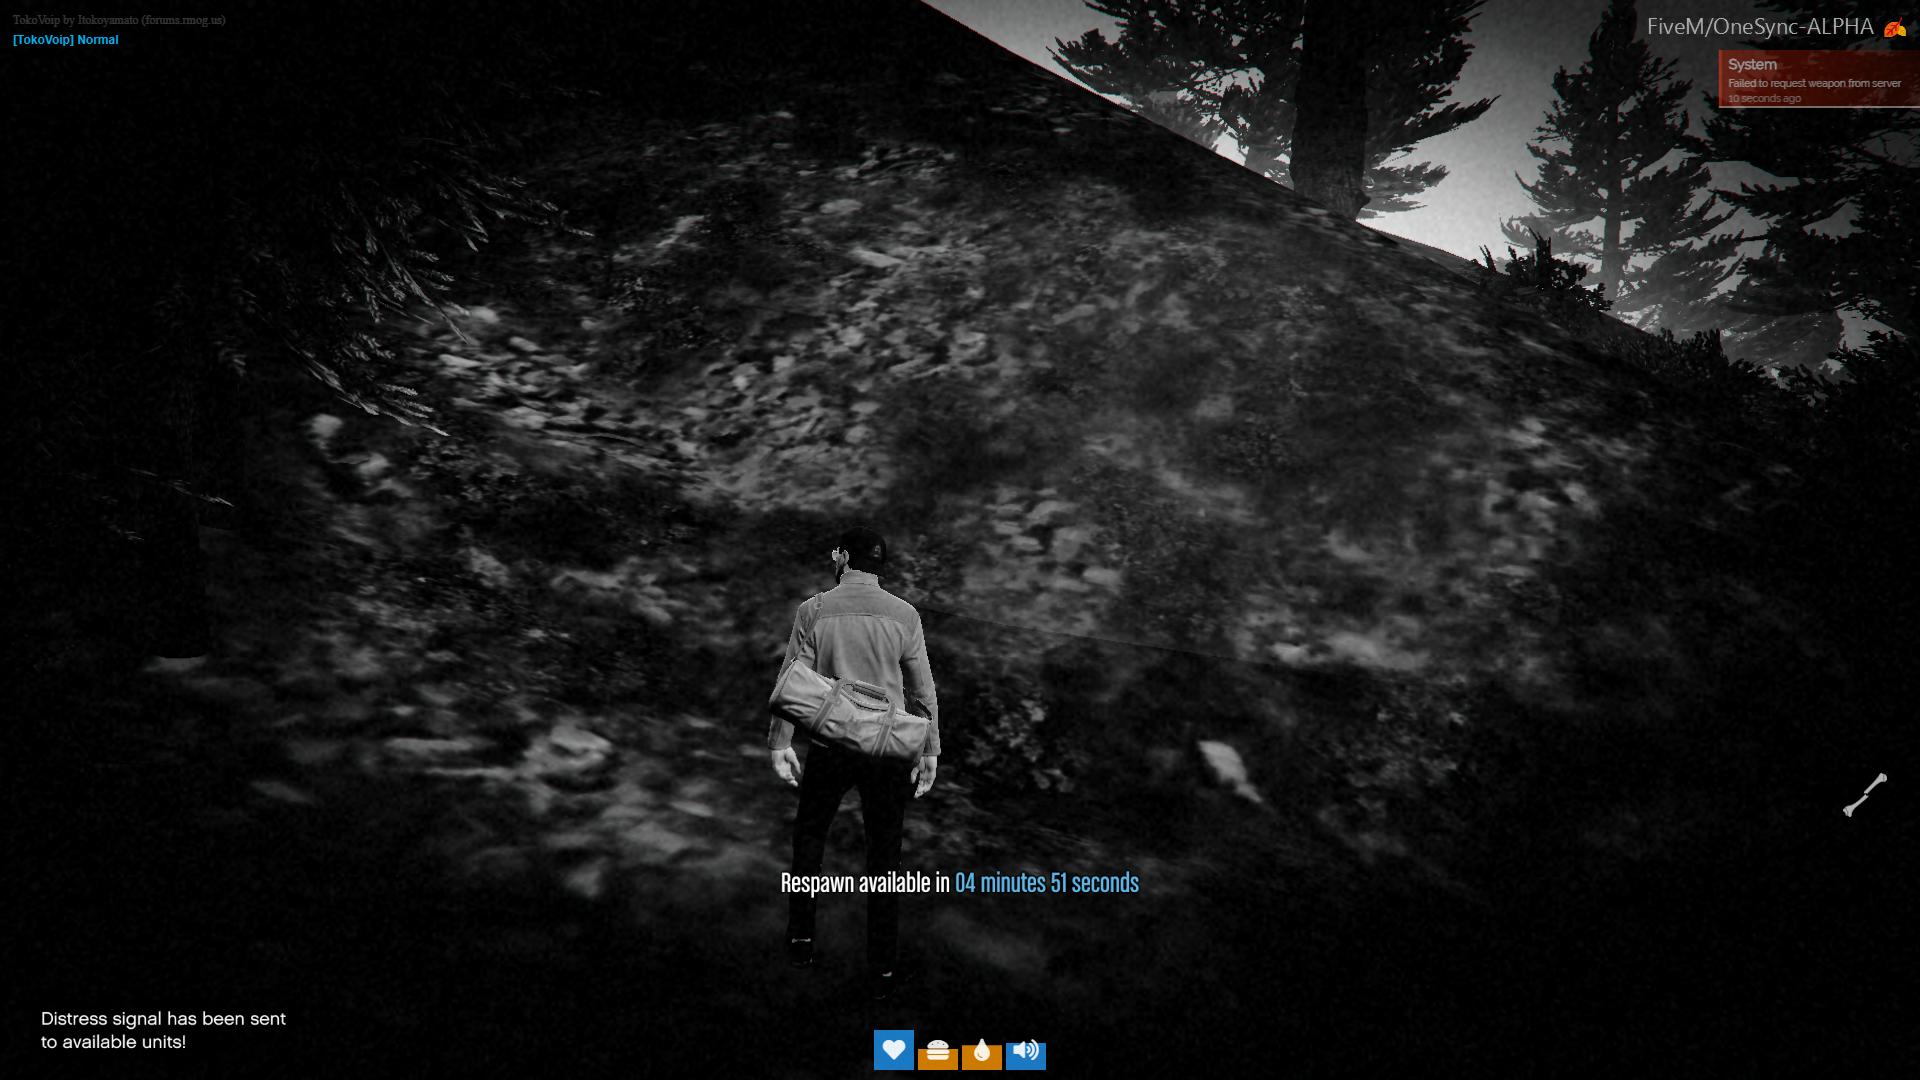 TokoVoip by Itokoyamato (forums.rmog.us)
[TokoVoip] Normal
FiveM/OneSync-ALPHA
System
Failed to request weapon from server
10 seconds ago
Respawn available in 04 minutes 51 seconds
Distress signal has been sent
to available units!